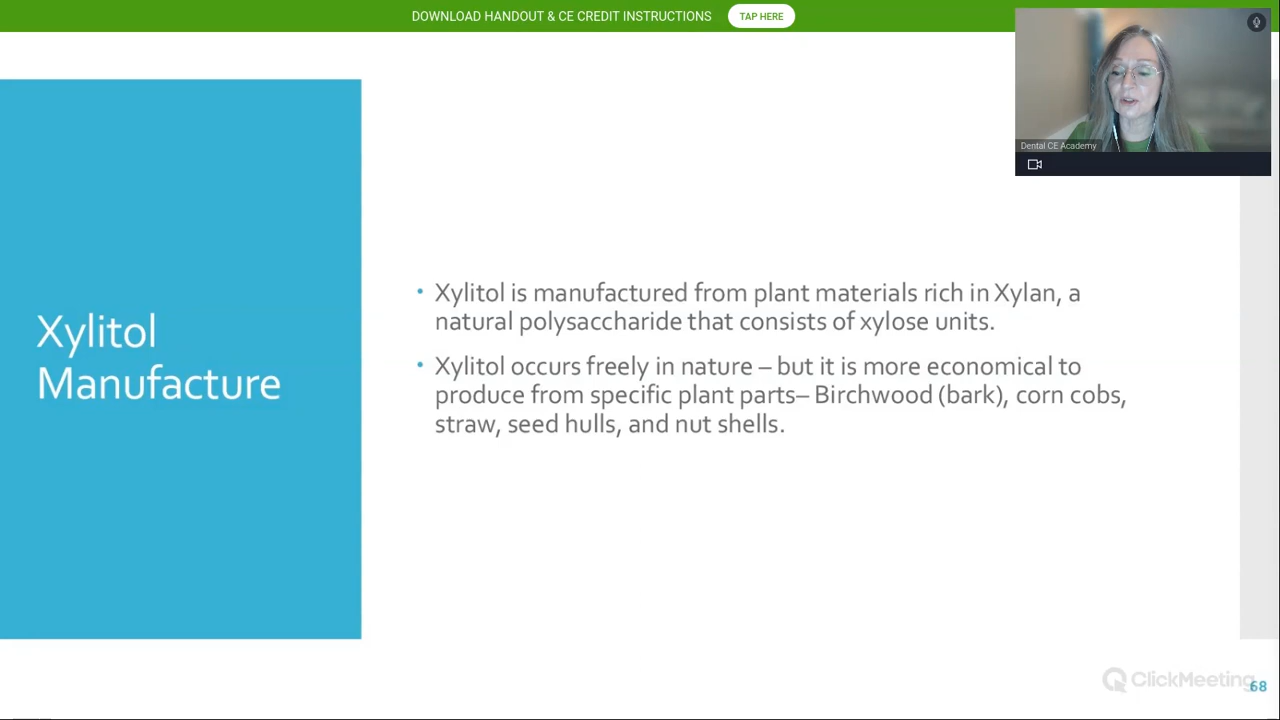 DOWNLOAD HANDOUT & CE CREDIT INSTRUCTIONS TAP HERE
Dental CE Academy
Xylitol
Manufacture
• Xylitol is manufactured from plant materials rich in Xylan, a
natural polysaccharide that consists of xylose units.
• Xylitol occurs freely in nature – but it is more economical to
produce from specific plant parts– Birchwood (bark), corn cobs,
straw, seed hulls, and nut shells.
ClickMeeting
68